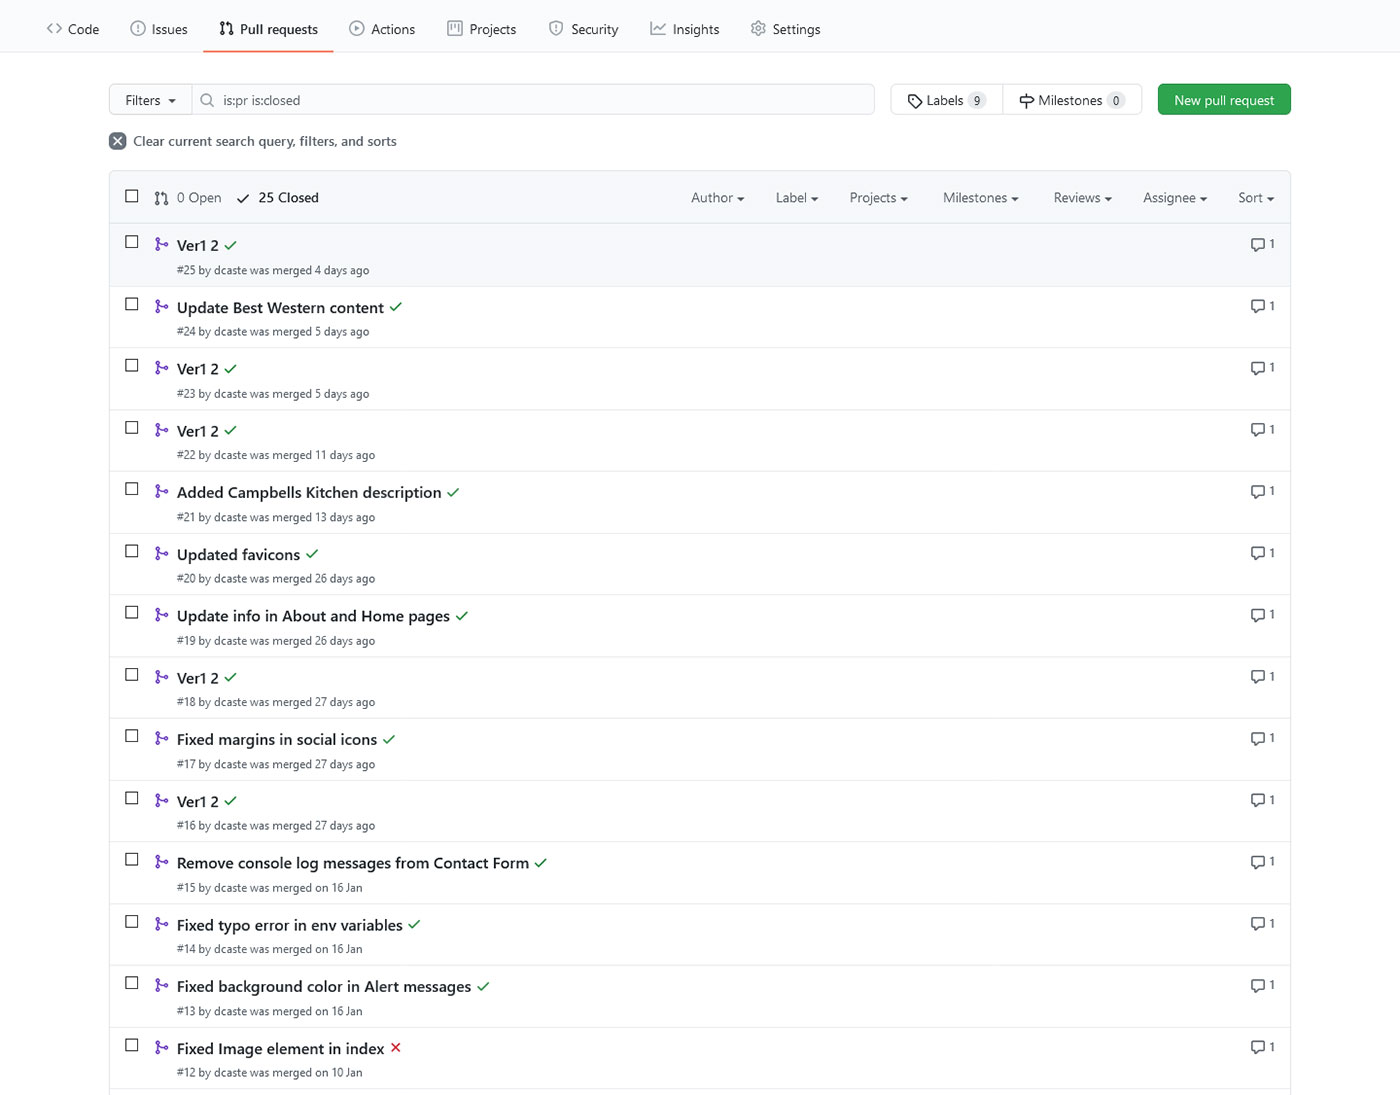 Code Issues Pull requests Actions Projects Security Insights Settings
Filters is:pr is:closed Labels 9 Milestones 0 New pull request
Clear current search query, filters, and sorts
0 Open 25 Closed Author Label Projects Milestones Reviews Assignee Sort
Ver1 2 1
#25 by dcaste was merged 4 days ago
Update Best Western content 1
#24 by dcaste was merged 5 days ago
Ver1 2 1
#23 by dcaste was merged 5 days ago
Ver1 2 1
#22 by dcaste was merged 11 days ago
Added Campbells Kitchen description 1
#21 by dcaste was merged 13 days ago
Updated favicons 1
#20 by dcaste was merged 26 days ago
Update info in About and Home pages 1
#19 by dcaste was merged 26 days ago
Ver1 2 1
#18 by dcaste was merged 27 days ago
Fixed margins in social icons 1
#17 by dcaste was merged 27 days ago
Ver1 2 1
#16 by dcaste was merged 27 days ago
Remove console log messages from Contact Form 1
#15 by dcaste was merged on 16 Jan
Fixed typo error in env variables 1
#14 by dcaste was merged on 16 Jan
Fixed background color in Alert messages 1
#13 by dcaste was merged on 16 Jan
Fixed Image element in index 1
#12 by dcaste was merged on 10 Jan